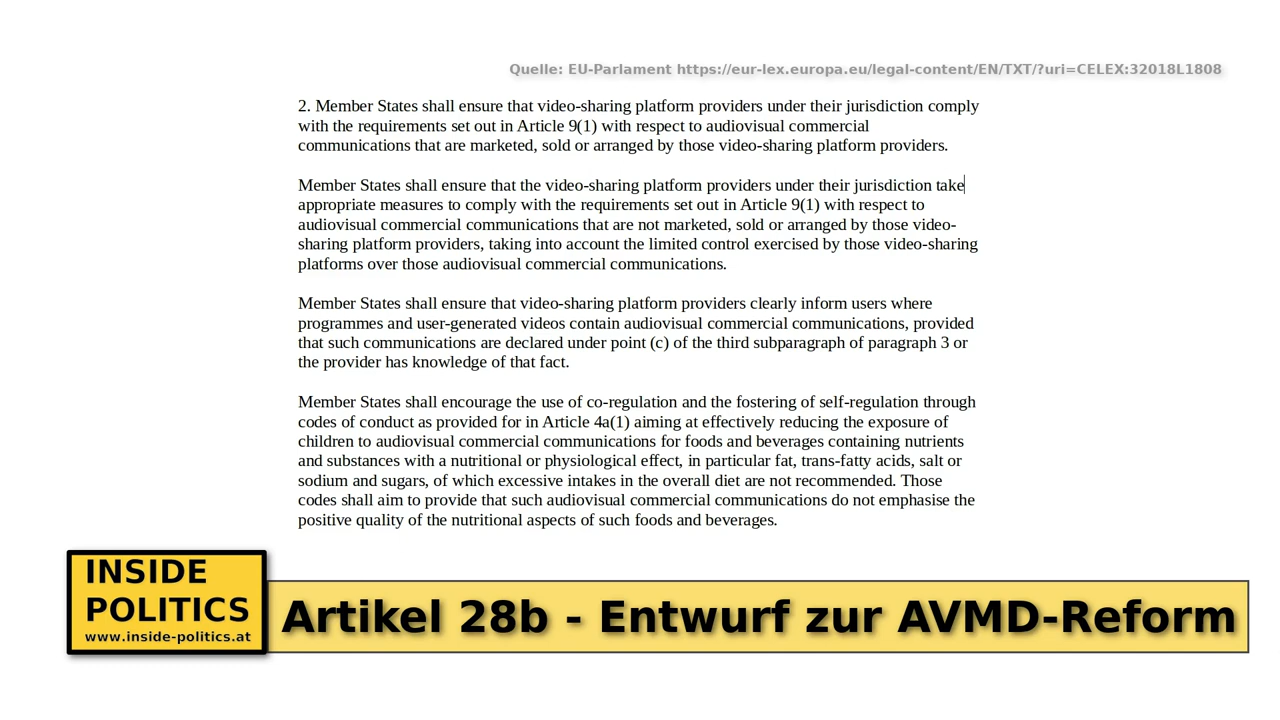 Quelle: EU-Parlament https://eur-lex.europa.eu/legal-content/EN/TXT/?uri=CELEX:32018L1808
2. Member States shall ensure that video-sharing platform providers under their jurisdiction comply
with the requirements set out in Article 9(1) with respect to audiovisual commercial
communications that are marketed, sold or arranged by those video-sharing platform providers.
Member States shall ensure that the video-sharing platform providers under their jurisdiction take
appropriate measures to comply with the requirements set out in Article 9(1) with respect to
audiovisual commercial communications that are not marketed, sold or arranged by those video-
sharing platform providers, taking into account the limited control exercised by those video-sharing
platforms over those audiovisual commercial communications.
Member States shall ensure that video-sharing platform providers clearly inform users where
programmes and user-generated videos contain audiovisual commercial communications, provided
that such communications are declared under point (c) of the third subparagraph of paragraph 3 or
the provider has knowledge of that fact.
Member States shall encourage the use of co-regulation and the fostering of self-regulation through
codes of conduct as provided for in Article 4a(1) aiming at effectively reducing the exposure of
children to audiovisual commercial communications for foods and beverages containing nutrients
and substances with a nutritional or physiological effect, in particular fat, trans-fatty acids, salt or
sodium and sugars, of which excessive intakes in the overall diet are not recommended. Those
codes shall aim to provide that such audiovisual commercial communications do not emphasise the
positive quality of the nutritional aspects of such foods and beverages.
INSIDE
POLITICS
www.inside-politics.at
Artikel 28b - Entwurf zur AVMD-Reform